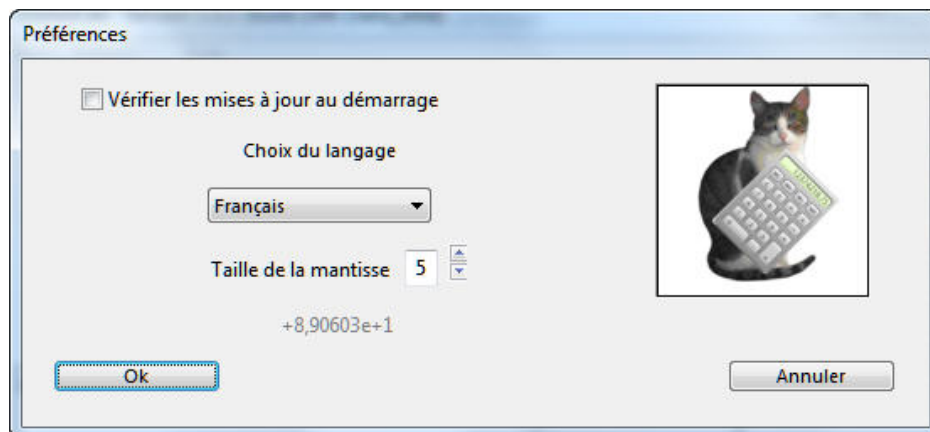 Préférences
Vérifier les mises à jour au démarrage
Choix du langage
Français
Taille de la mantisse 5
+8,90603e+1
Ok
Annuler